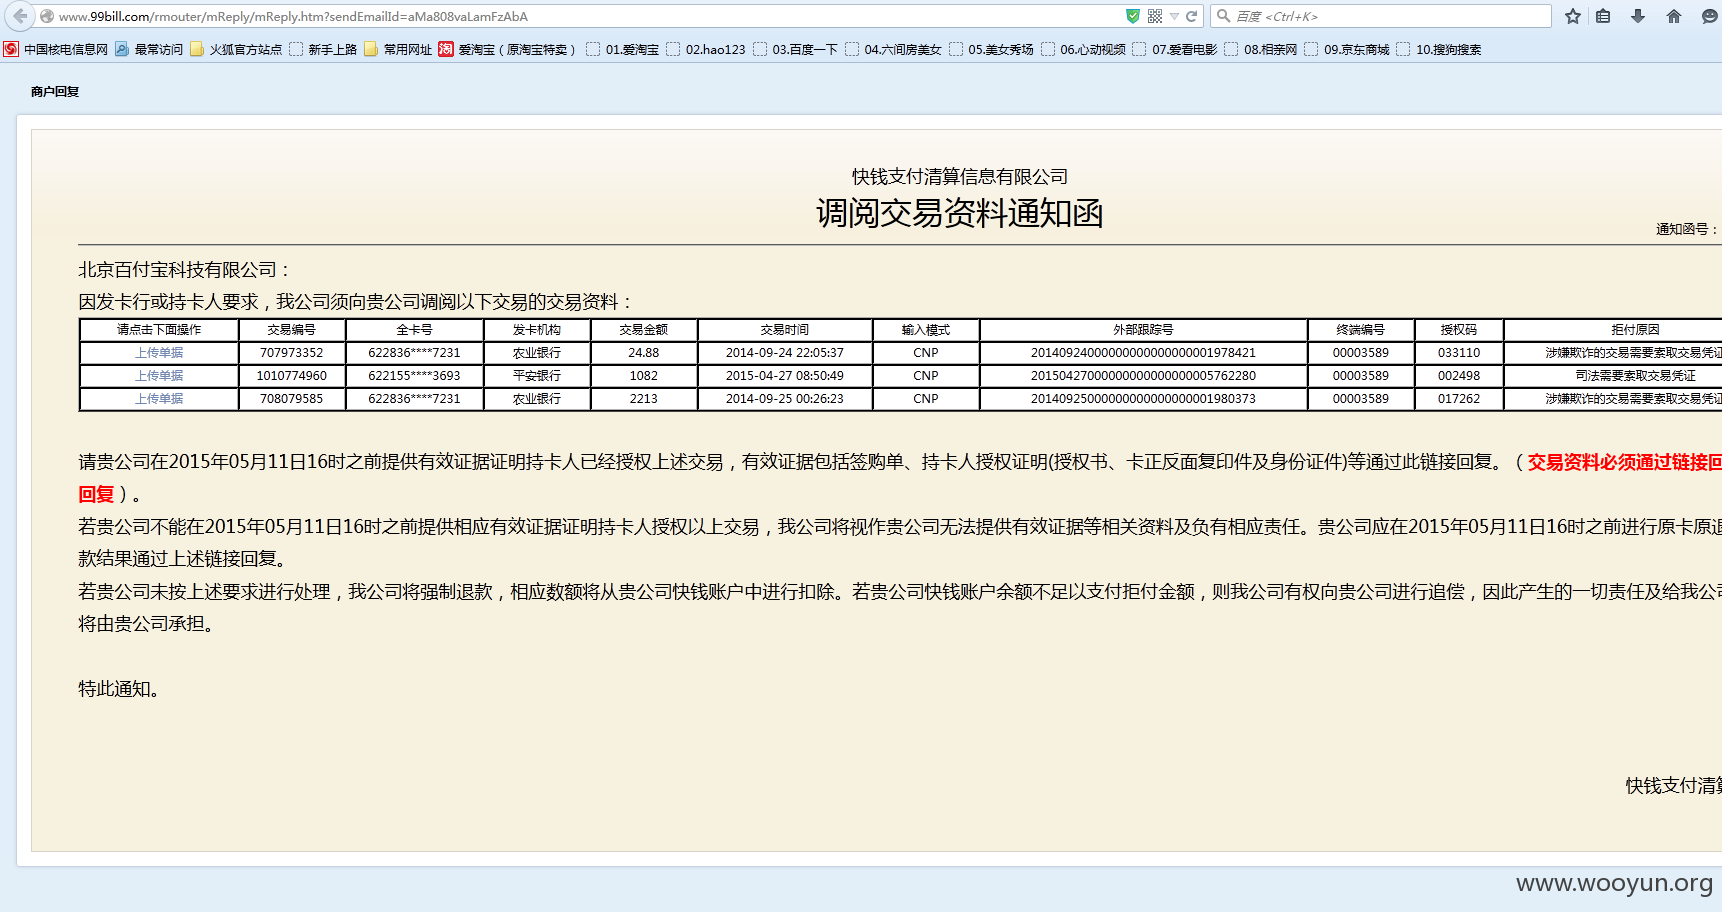 www.99bill.com/rmouter/mReply/mReply.htm?sendEmailId=aMa808vaLamFzAbA
百度 <Ctrl+K>
中国核电信息网 最常访问 火狐官方站点 新手上路 常用网址 淘 爱淘宝（原淘宝特卖） 01.爱淘宝 02.hao123 03.百度一下 04.六间房美女 05.美女秀场 06.心动视频 07.爱看电影 08.相亲网 09.京东商城 10.搜狗搜索
商户回复
快钱支付清算信息有限公司
调阅交易资料通知函
通知函号：
北京百付宝科技有限公司：
因发卡行或持卡人要求，我公司须向贵公司调阅以下交易的交易资料：
请点击下面操作 交易编号 全卡号 发卡机构 交易金额 交易时间 输入模式 外部跟踪号 终端编号 授权码 拒付原因
上传单据 707973352 622836****7231 农业银行 24.88 2014-09-24 22:05:37 CNP 20140924000000000000000001978421 00003589 033110 涉嫌欺诈的交易需要索取交易凭证
上传单据 1010774960 622155****3693 平安银行 1082 2015-04-27 08:50:49 CNP 20150427000000000000000005762280 00003589 002498 司法需要索取交易凭证
上传单据 708079585 622836****7231 农业银行 2213 2014-09-25 00:26:23 CNP 20140925000000000000000001980373 00003589 017262 涉嫌欺诈的交易需要索取交易凭证
请贵公司在2015年05月11日16时之前提供有效证据证明持卡人已经授权上述交易，有效证据包括签购单、持卡人授权证明(授权书、卡正反面复印件及身份证件)等通过此链接回复。（交易资料必须通过链接回
回复）。
若贵公司不能在2015年05月11日16时之前提供相应有效证据证明持卡人授权以上交易，我公司将视作贵公司无法提供有效证据等相关资料及负有相应责任。贵公司应在2015年05月11日16时之前进行原卡原退
款结果通过上述链接回复。
若贵公司未按上述要求进行处理，我公司将强制退款，相应数额将从贵公司快钱账户中进行扣除。若贵公司快钱账户余额不足以支付拒付金额，则我公司有权向贵公司进行追偿，因此产生的一切责任及给我公司
将由贵公司承担。
特此通知。
快钱支付清算
www.wooyun.org